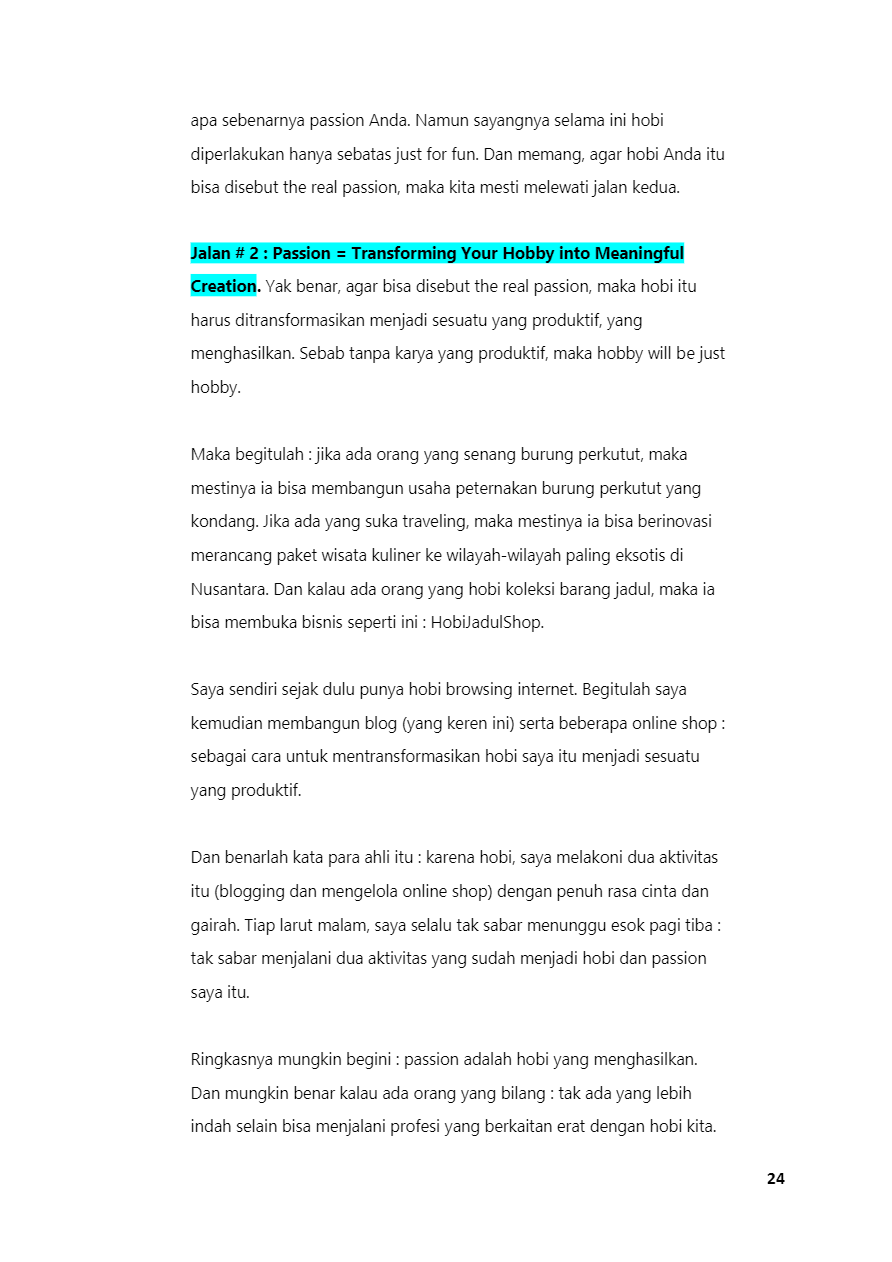 apa sebenarnya passion Anda. Namun sayangnya selama ini hobi
diperlakukan hanya sebatas just for fun. Dan memang, agar hobi Anda itu
bisa disebut the real passion, maka kita mesti melewati jalan kedua.
Jalan # 2 : Passion = Transforming Your Hobby into Meaningful
Creation. Yak benar, agar bisa disebut the real passion, maka hobi itu
harus ditransformasikan menjadi sesuatu yang produktif, yang
menghasilkan. Sebab tanpa karya yang produktif, maka hobby will be just
hobby.
Maka begitulah : jika ada orang yang senang burung perkutut, maka
mestinya ia bisa membangun usaha peternakan burung perkutut yang
kondang. Jika ada yang suka traveling, maka mestinya ia bisa berinovasi
merancang paket wisata kuliner ke wilayah-wilayah paling eksotis di
Nusantara. Dan kalau ada orang yang hobi koleksi barang jadul, maka ia
bisa membuka bisnis seperti ini : HobiJadulShop.
Saya sendiri sejak dulu punya hobi browsing internet. Begitulah saya
kemudian membangun blog (yang keren ini) serta beberapa online shop :
sebagai cara untuk mentransformasikan hobi saya itu menjadi sesuatu
yang produktif.
Dan benarlah kata para ahli itu : karena hobi, saya melakoni dua aktivitas
itu (blogging dan mengelola online shop) dengan penuh rasa cinta dan
gairah. Tiap larut malam, saya selalu tak sabar menunggu esok pagi tiba :
tak sabar menjalani dua aktivitas yang sudah menjadi hobi dan passion
saya itu.
Ringkasnya mungkin begini : passion adalah hobi yang menghasilkan.
Dan mungkin benar kalau ada orang yang bilang : tak ada yang lebih
indah selain bisa menjalani profesi yang berkaitan erat dengan hobi kita.
24